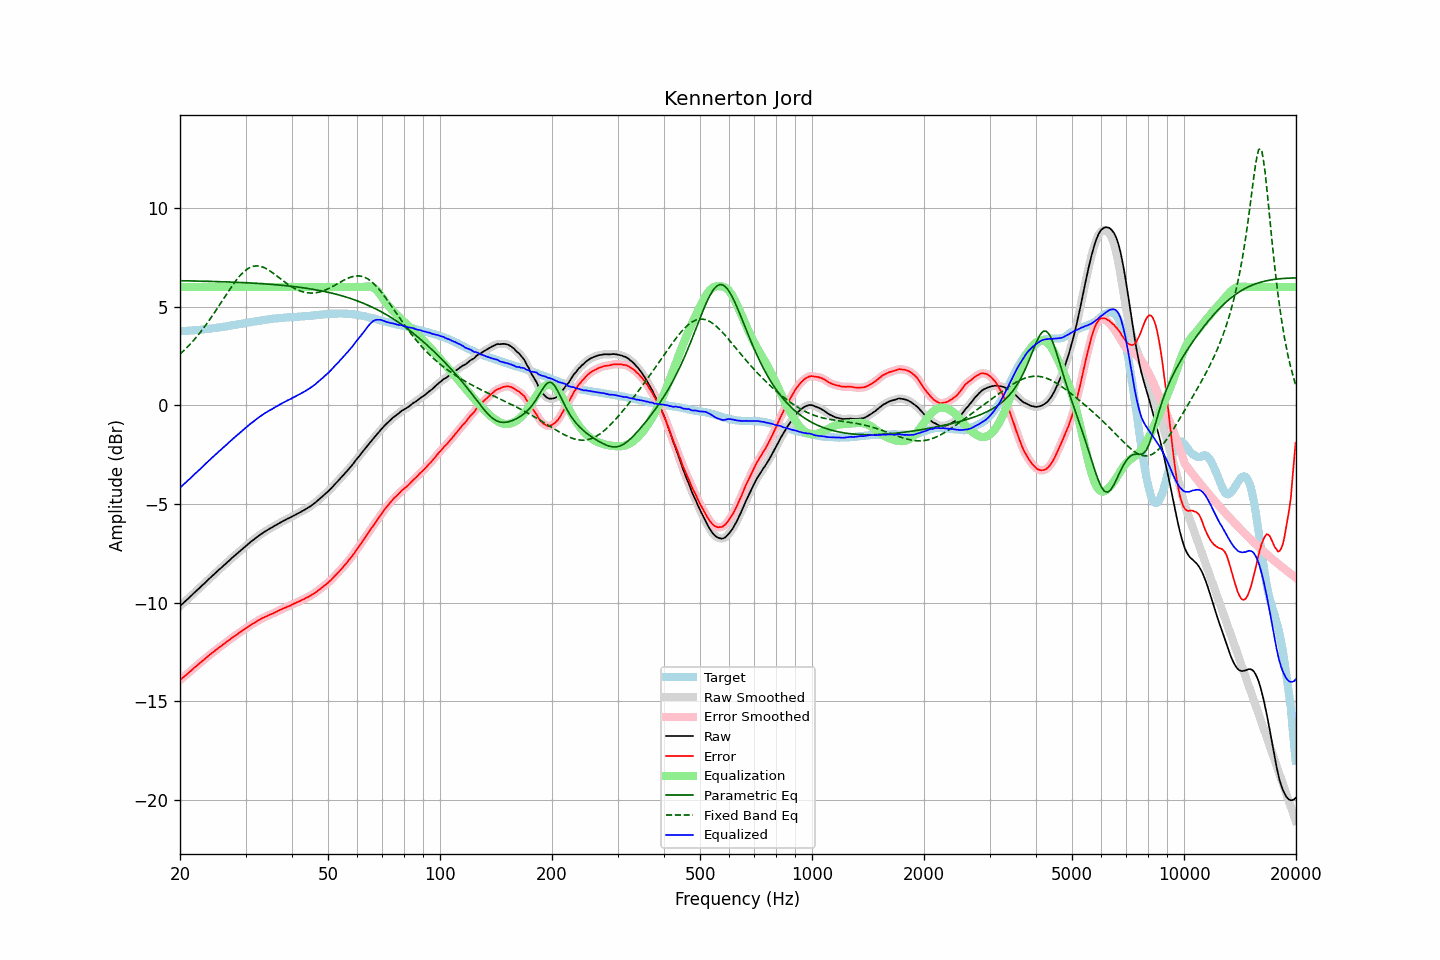 Kennerton Jord
Amplitude (dBr)
10
5
0
−5
−10
−15
−20
Target
Raw Smoothed
Error Smoothed
Raw
Error
Equalization
Parametric Eq
Fixed Band Eq
Equalized
20 50 100 200 500 1000 2000 5000 10000 20000
Frequency (Hz)